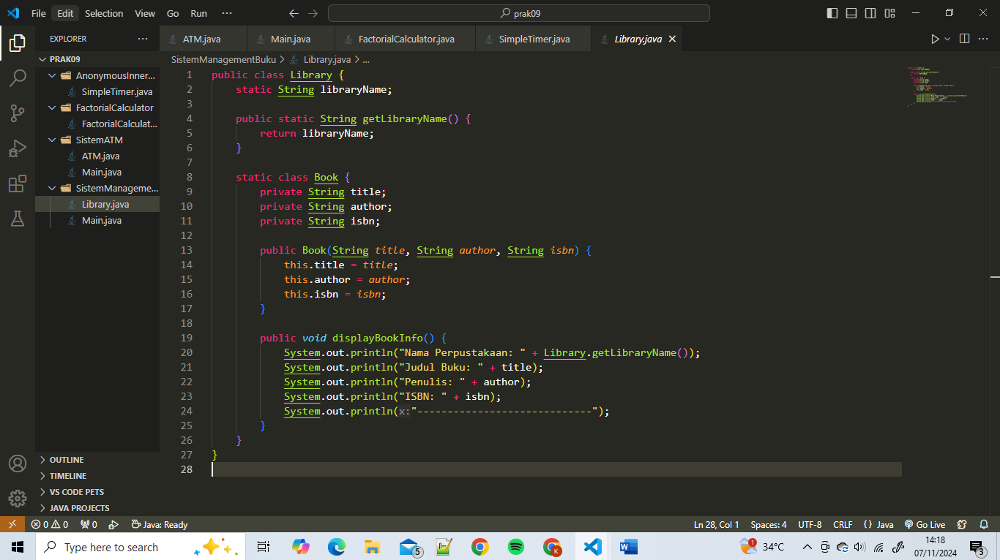 File Edit Selection View Go Run ··· prak09
EXPLORER ···
ATM.java Main.java FactorialCalculator.java SimpleTimer.java Library.java
PRAK09
AnonymousInner...
SimpleTimer.java
FactorialCalculator
FactorialCalculat...
SistemATM
ATM.java
Main.java
SistemManageme...
Library.java
Main.java
OUTLINE
TIMELINE
VS CODE PETS
JAVA PROJECTS
SistemManagementBuku > Library.java > ...
1 public class Library {
2 static String libraryName;
3
4 public static String getLibraryName() {
5 return libraryName;
6 }
7
8 static class Book {
9 private String title;
10 private String author;
11 private String isbn;
12
13 public Book(String title, String author, String isbn) {
14 this.title = title;
15 this.author = author;
16 this.isbn = isbn;
17 }
18
19 public void displayBookInfo() {
20 System.out.println("Nama Perpustakaan: " + Library.getLibraryName());
21 System.out.println("Judul Buku: " + title);
22 System.out.println("Penulis: " + author);
23 System.out.println("ISBN: " + isbn);
24 System.out.println(x:"-----------------------------");
25 }
26 }
27 }
28
0 0 0 Java: Ready Ln 28, Col 1 Spaces: 4 UTF-8 CRLF {} Java Go Live
Type here to search 5 K 1 34°C 14:18
07/11/2024 3